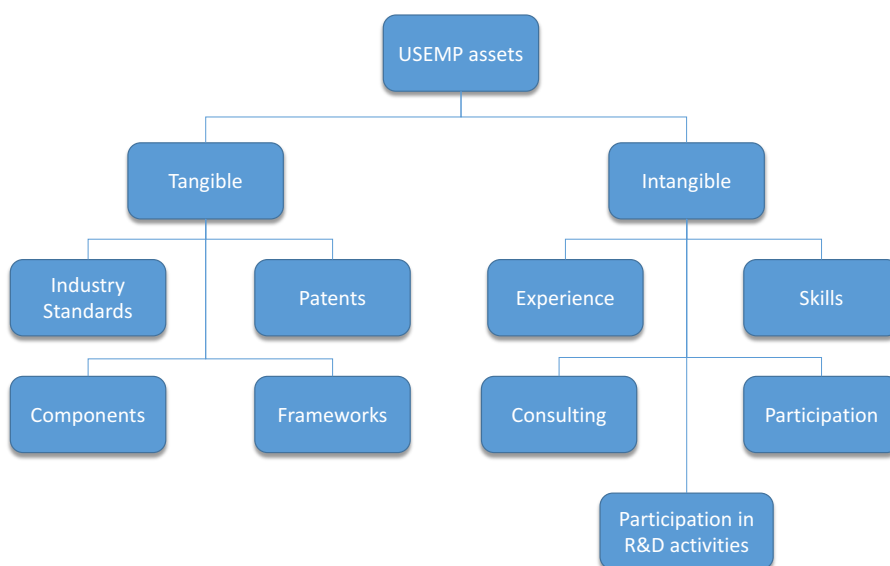 USEMP assets
Tangible
Intangible
Industry
Standards
Patents
Experience
Skills
Components
Frameworks
Consulting
Participation
Participation in
R&D activities